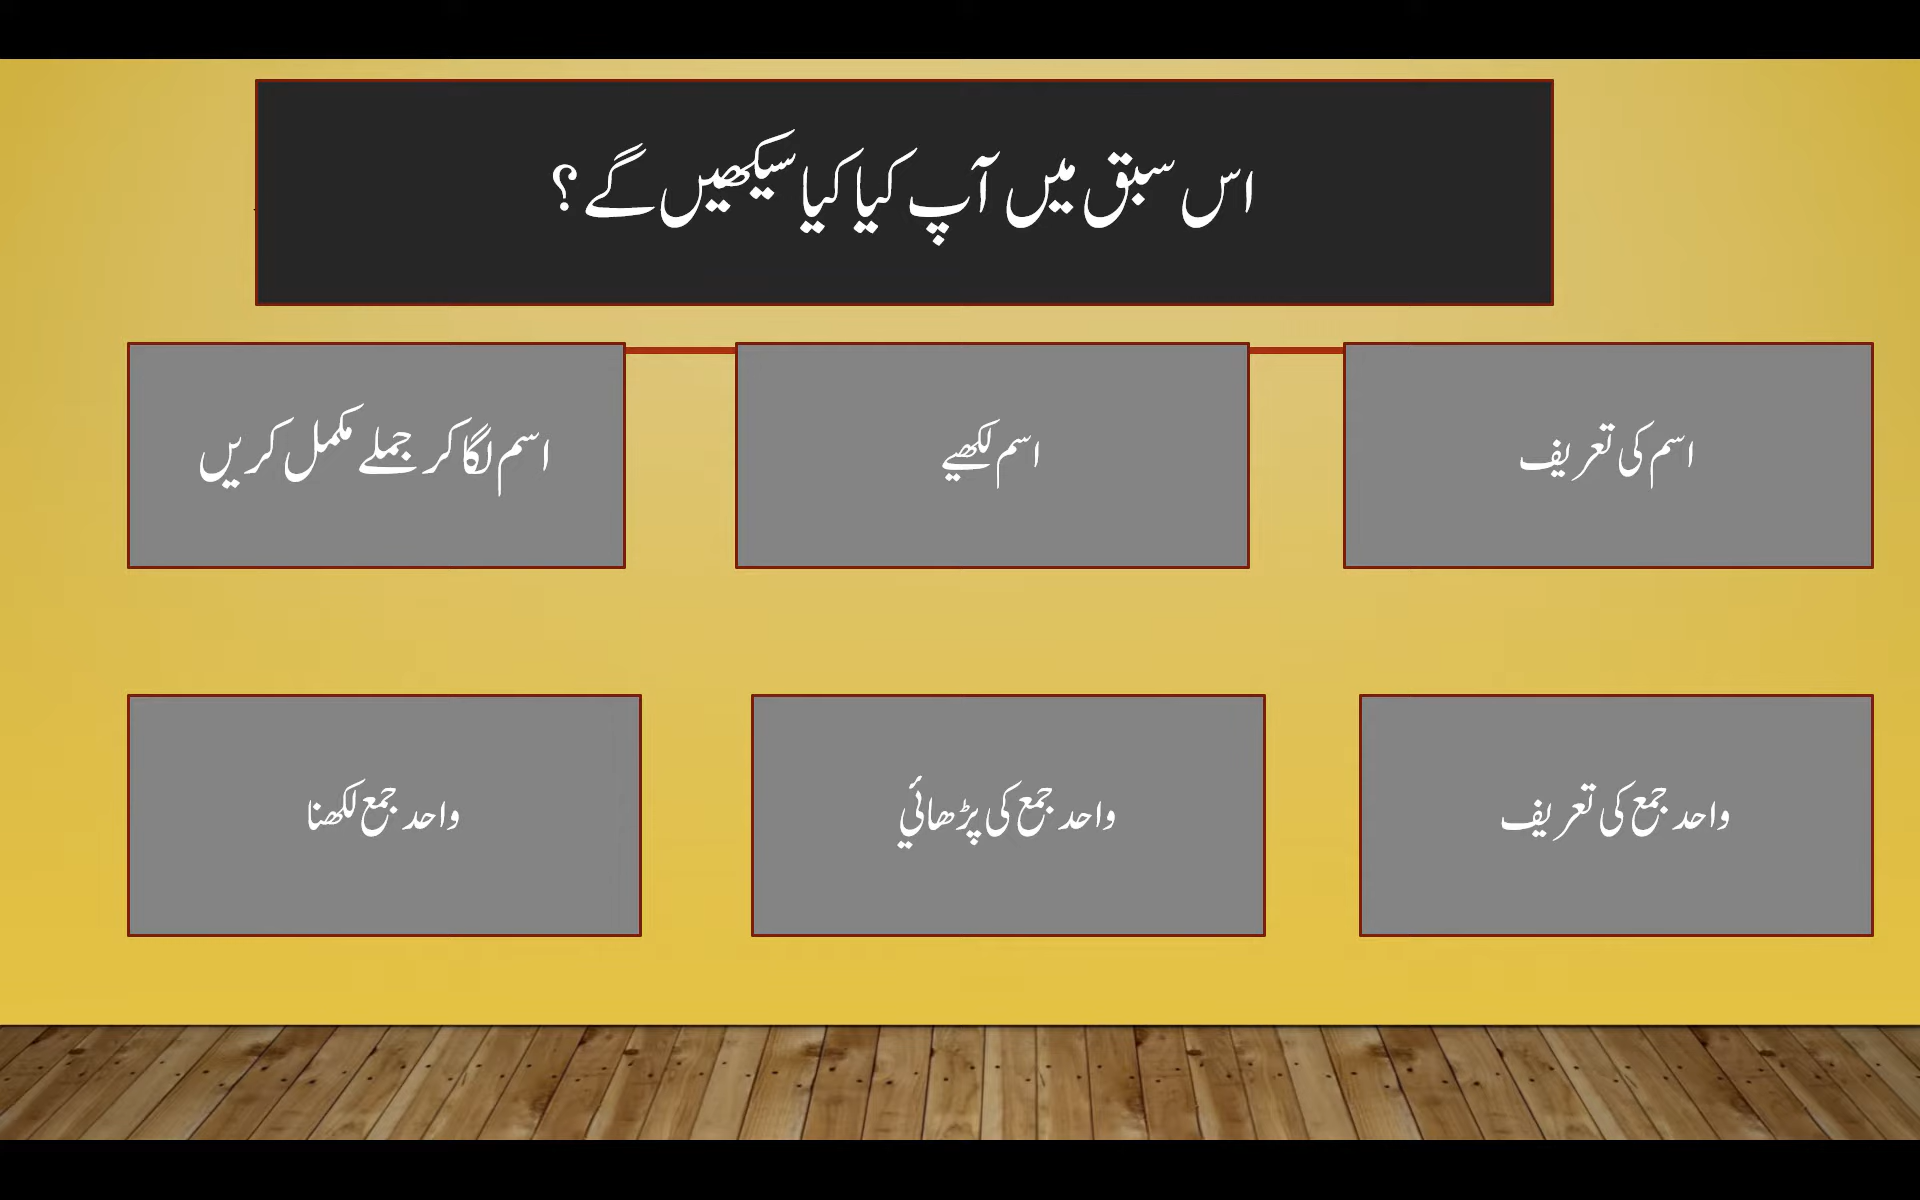 اس سبق میں آپ کیا کیا سیکھیں گے ؟
اسم کی تعریف
اسم لکھیے
اسم لگا کر جملے مکمل کریں
واحد جمع کی تعریف
واحد جمع کی پڑھائی
واحد جمع لکھنا